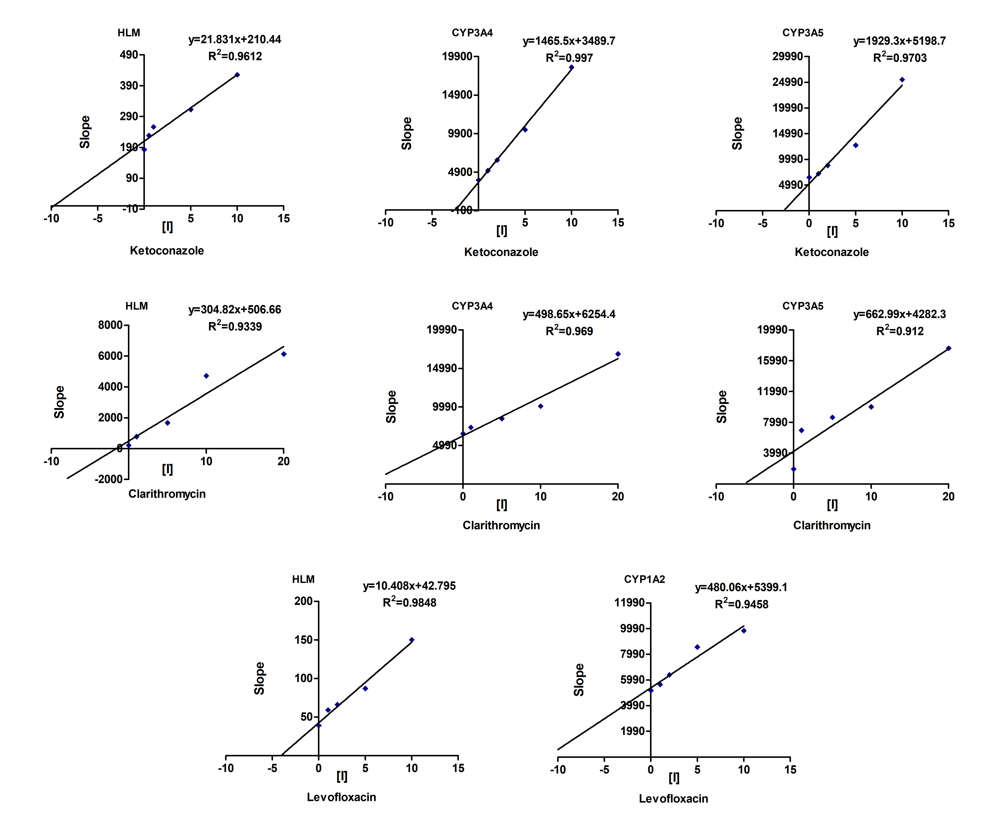 HLM
y=21.831x+210.44
R²=0.9612
490
390
290
190
90
-10
Slope
-10 -5 5 10 15
[I]
Ketoconazole
CYP3A4
y=1465.5x+3489.7
R²=0.997
19900
14900
9900
4900
-100
Slope
-10 -5 5 10 15
[I]
Ketoconazole
CYP3A5
y=1929.3x+5198.7
R²=0.9703
29990
24990
19990
14990
9990
4990
Slope
-10 -5 0 5 10 15
[I]
Ketoconazole
HLM
y=304.82x+506.66
R²=0.9339
8000
6000
4000
2000
0
-2000
Slope
-10 10 20
[I]
Clarithromycin
CYP3A4
y=498.65x+6254.4
R²=0.969
19990
14990
9990
4990
Slope
-10 0 10 20
[I]
Clarithromycin
CYP3A5
y=662.99x+4282.3
R²=0.912
19990
15990
11990
7990
3990
Slope
-10 0 10 20
[I]
Clarithromycin
HLM
y=10.408x+42.795
R²=0.9848
200
150
100
50
Slope
-10 -5 0 5 10 15
[I]
Levofloxacin
CYP1A2
y=480.06x+5399.1
R²=0.9458
11990
9990
7990
5990
3990
1990
Slope
-10 -5 0 5 10 15
[I]
Levofloxacin